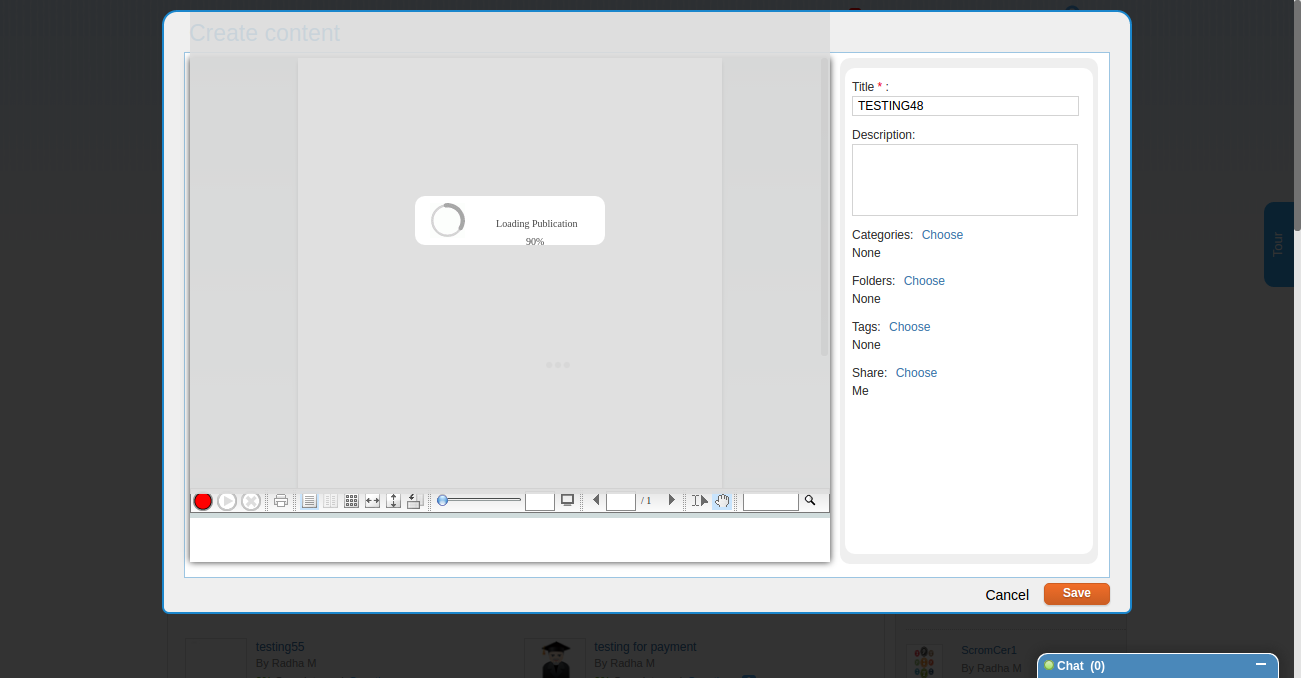 Create content
Title * :
TESTING48
Description:
Loading Publication
90%
Categories: Choose
None
Folders: Choose
None
Tags: Choose
None
Share: Choose
Me
Tour
/ 1
Cancel
Save
testing55
By Radha M
testing for payment
By Radha M
ScromCer1
By Radha M
Chat (0)